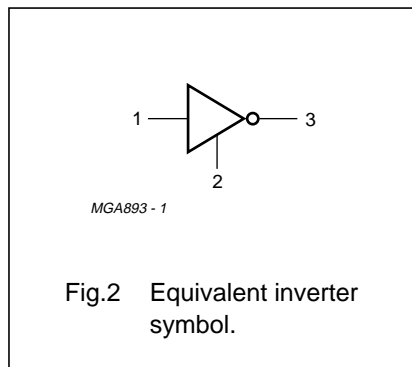 1
3
2
MGA893 - 1
Fig.2 Equivalent inverter
symbol.